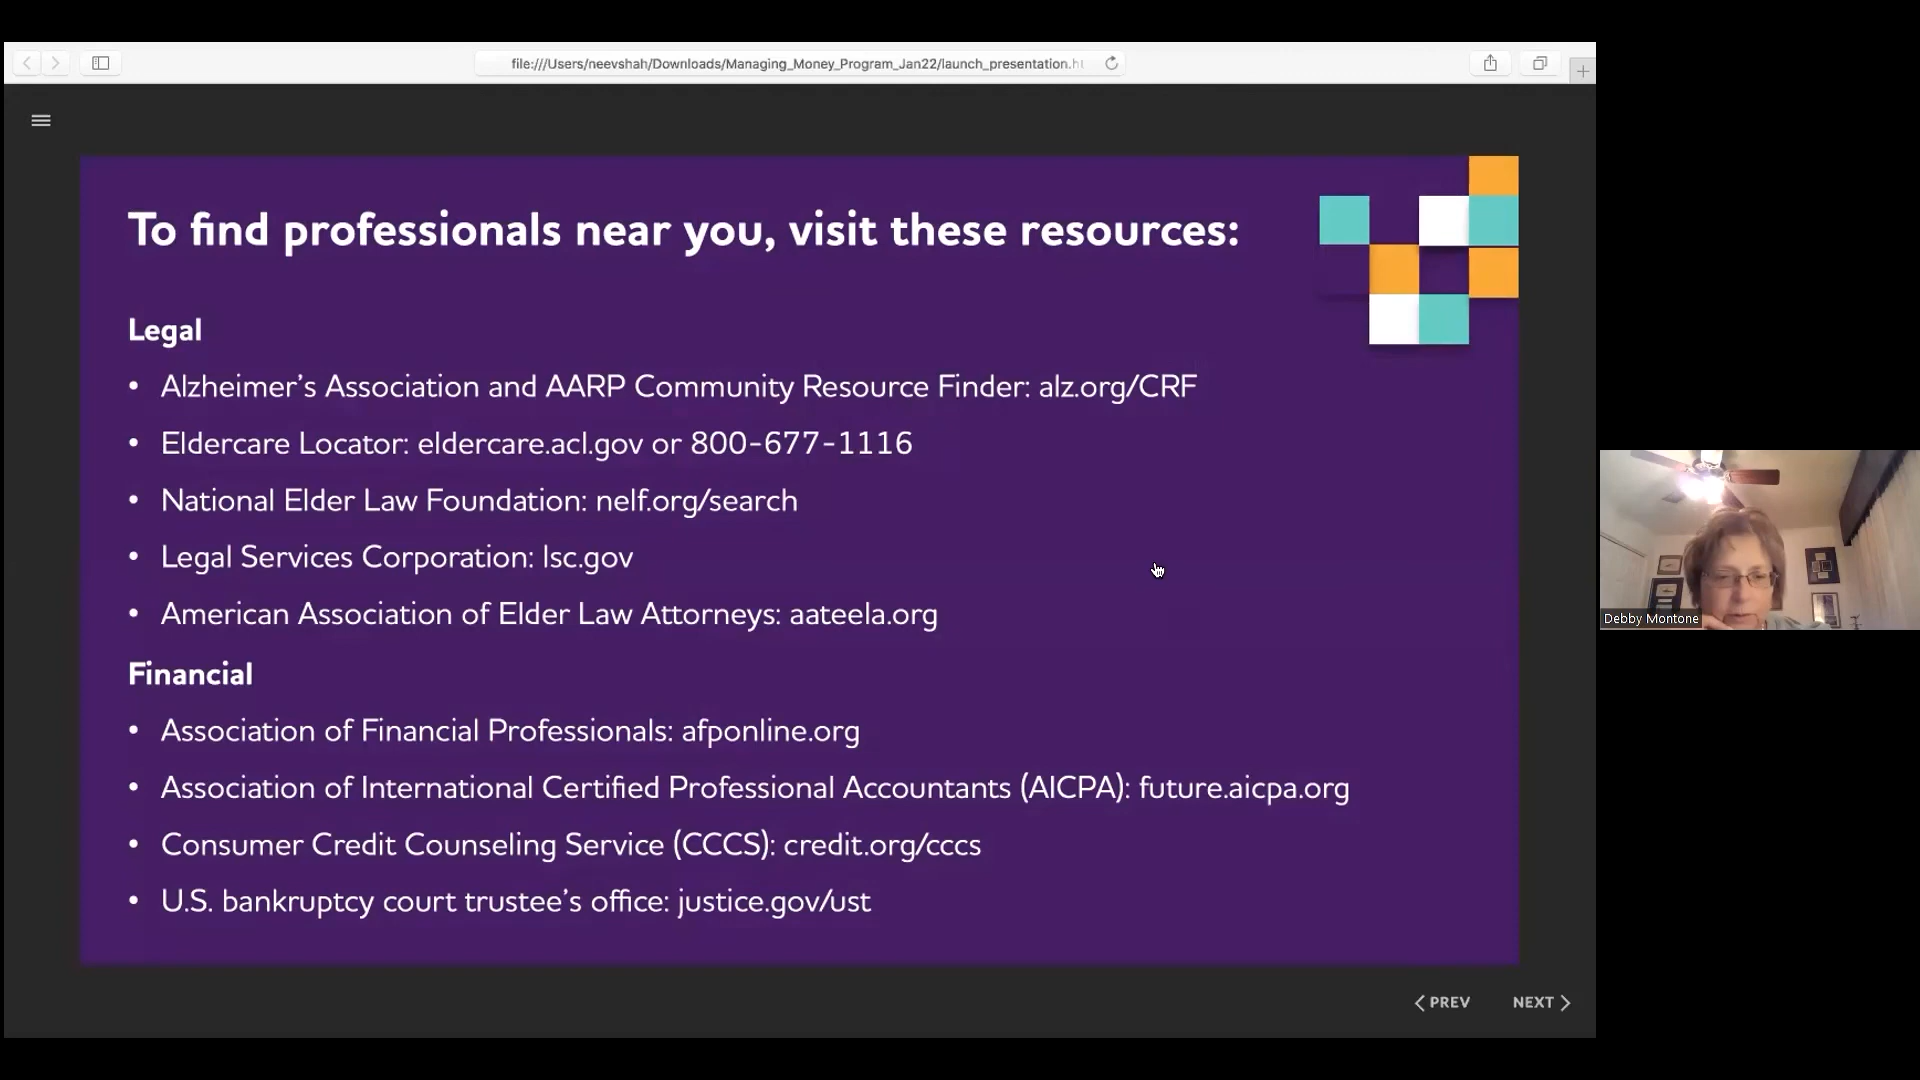 file:///Users/neevshah/Downloads/Managing_Money_Program_Jan22/launch_presentation.ht
To find professionals near you, visit these resources:
Legal
• Alzheimer’s Association and AARP Community Resource Finder: alz.org/CRF
• Eldercare Locator: eldercare.acl.gov or 800-677-1116
• National Elder Law Foundation: nelf.org/search
• Legal Services Corporation: lsc.gov
• American Association of Elder Law Attorneys: aateela.org
Financial
• Association of Financial Professionals: afponline.org
• Association of International Certified Professional Accountants (AICPA): future.aicpa.org
• Consumer Credit Counseling Service (CCCS): credit.org/cccs
• U.S. bankruptcy court trustee’s office: justice.gov/ust
PREV NEXT
Debby Montone